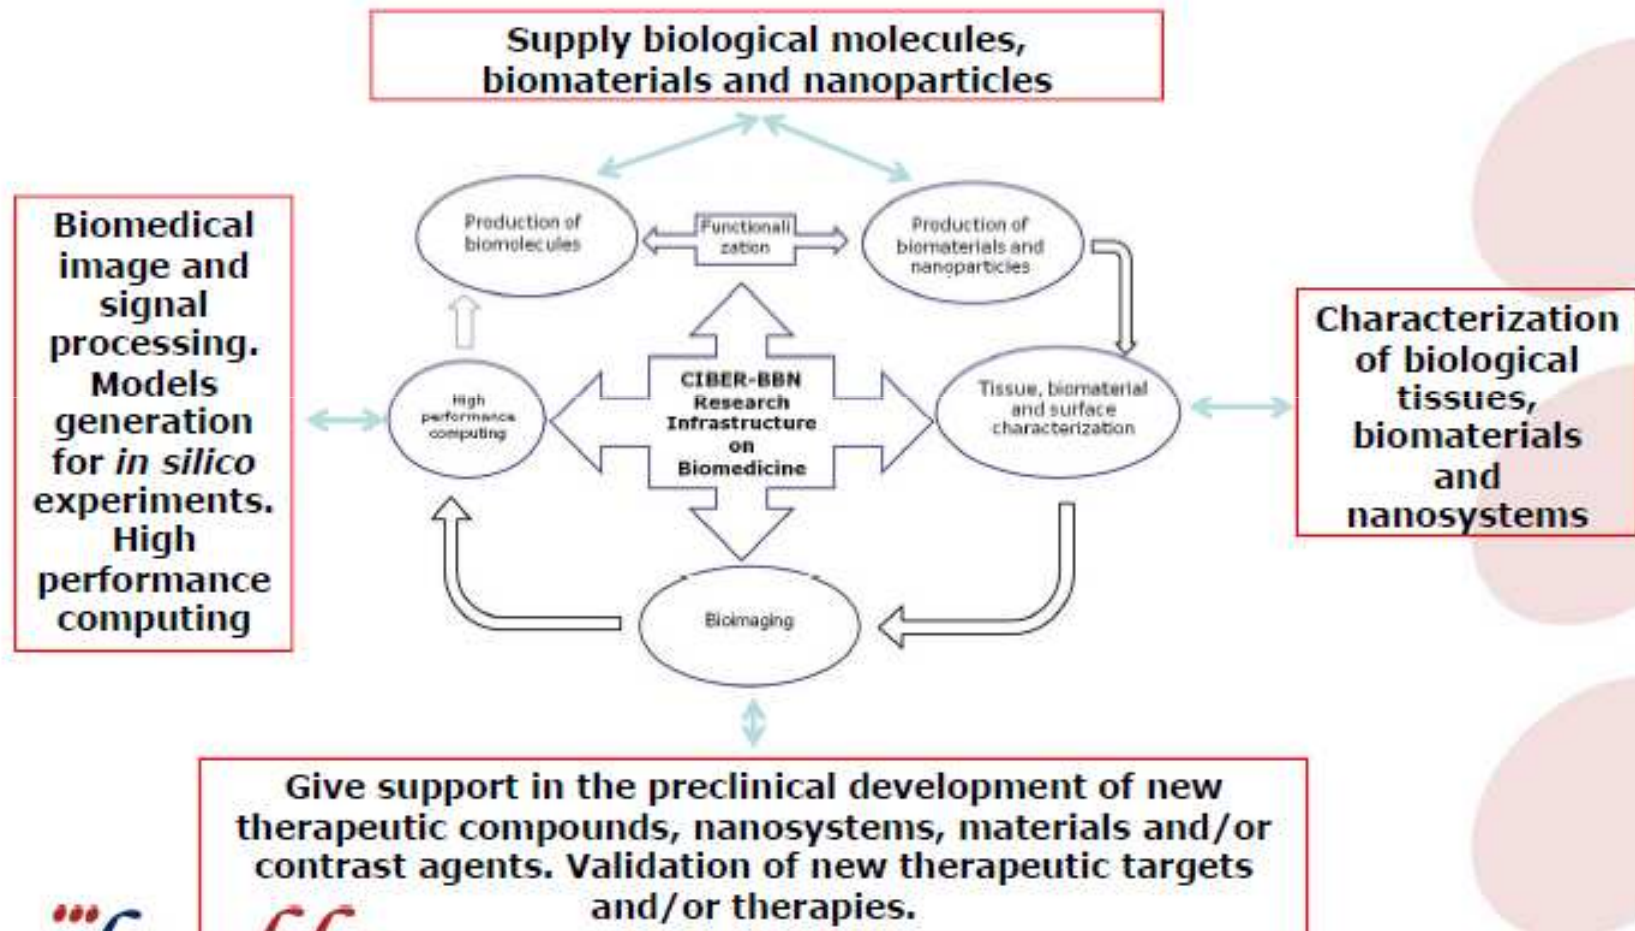 Supply biological molecules,
biomaterials and nanoparticles
Biomedical
image and
signal
processing.
Models
generation
for in silico
experiments.
High
performance
computing
Production of
biomolecules
Functionali
zation
Production of
biomaterials and
nanoparticles
High
performance
computing
CIBER-BBN
Research
Infrastructure
on
Biomedicine
Tissue, biomaterial
and surface
characterization
Characterization
of biological
tissues,
biomaterials
and
nanosystems
Bioimaging
Give support in the preclinical development of new
therapeutic compounds, nanosystems, materials and/or
contrast agents. Validation of new therapeutic targets
and/or therapies.